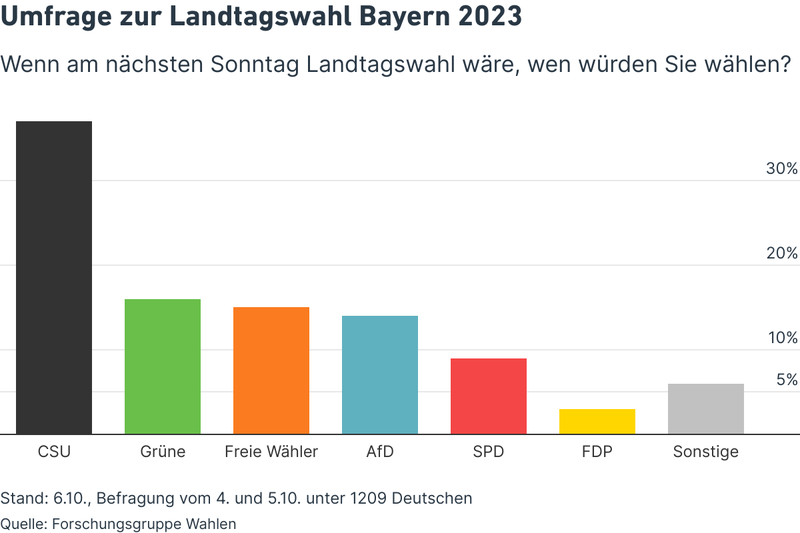 Umfrage zur Landtagswahl Bayern 2023
Wenn am nächsten Sonntag Landtagswahl wäre, wen würden Sie wählen?
30%
20%
10%
5%
CSU Grüne Freie Wähler AfD SPD FDP Sonstige
Stand: 6.10., Befragung vom 4. und 5.10. unter 1209 Deutschen
Quelle: Forschungsgruppe Wahlen